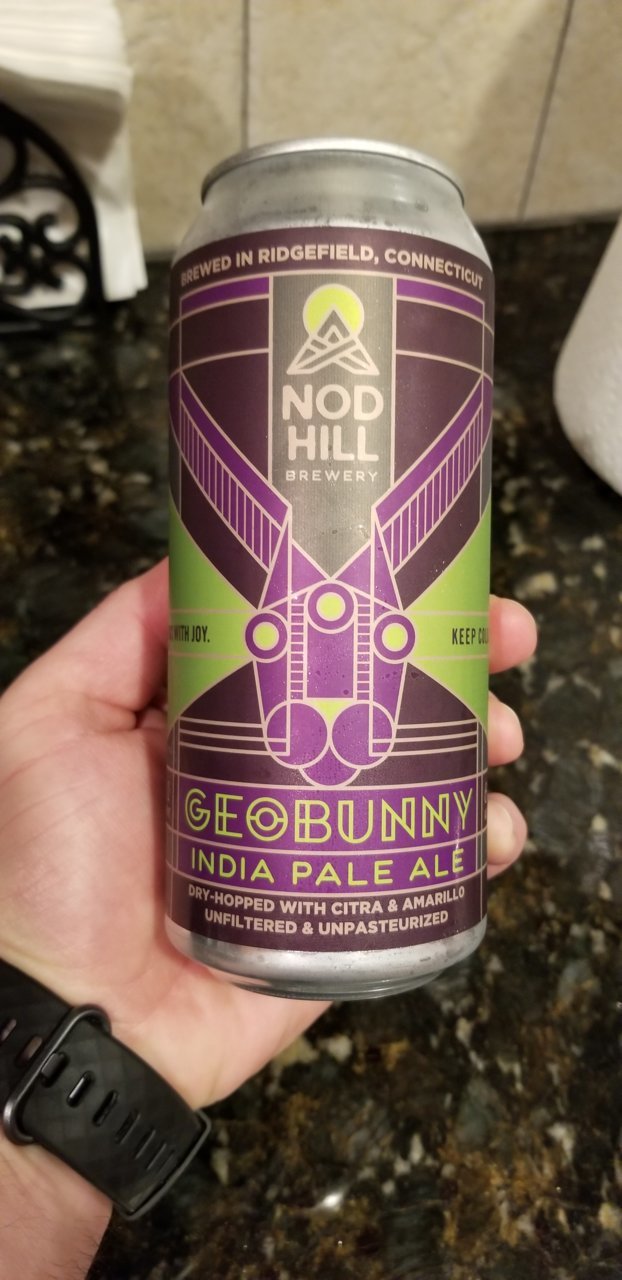 BREWED IN RIDGEFIELD, CONNECTICUT
NOD
HILL
BREWERY
WITH JOY.
KEEP
GEOBUNNY
INDIA PALE ALE
DRY-HOPPED WITH CITRA & AMARILLO
UNFILTERED & UNPASTEURIZED